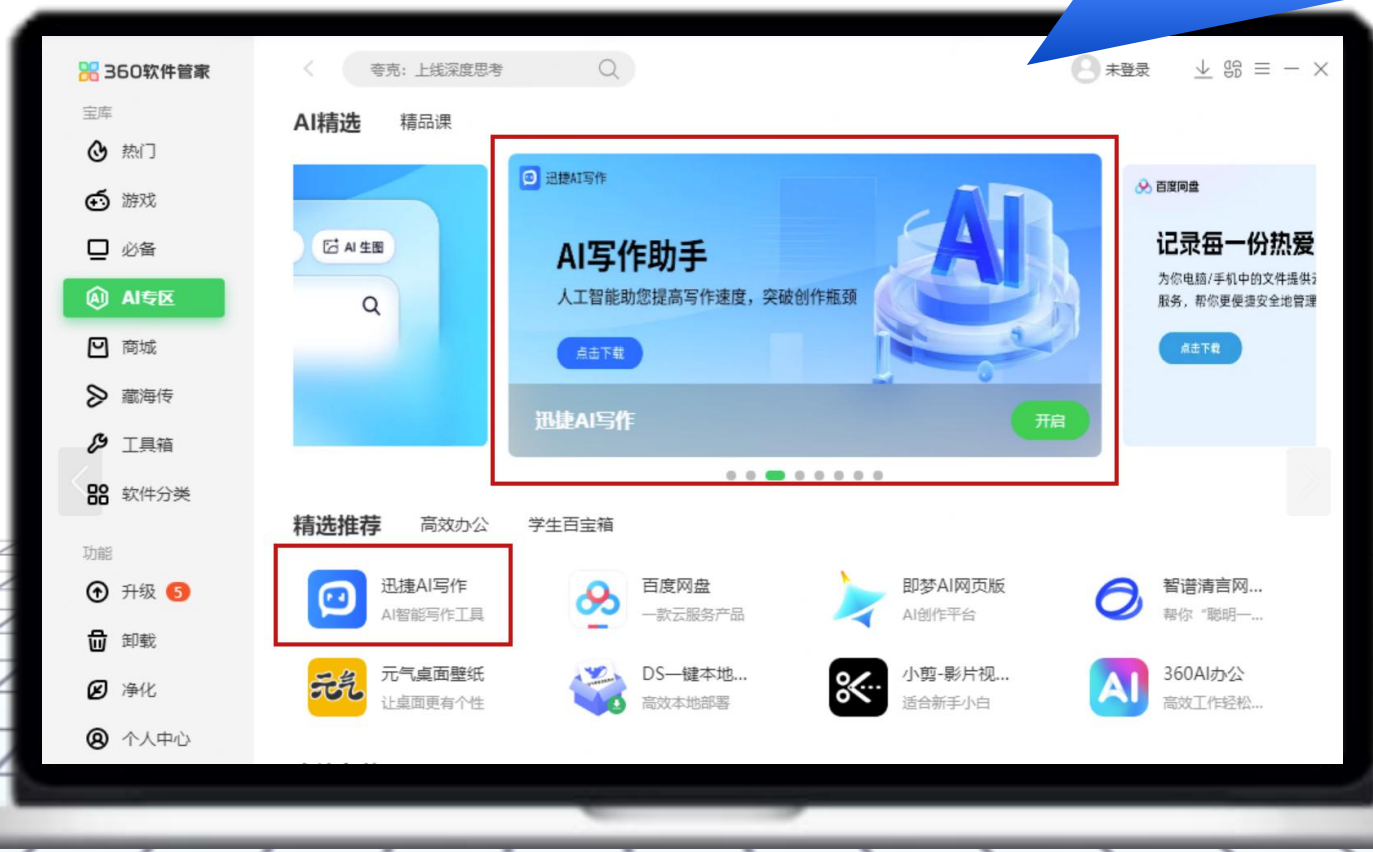 360软件管家
夸克：上线深度思考
未登录
宝库
热门
游戏
必备
AI专区
商城
藏海传
工具箱
软件分类
功能
升级 5
卸载
净化
个人中心
AI精选 精品课
AI 生图
迅捷AI写作
AI写作助手
人工智能助您提高写作速度，突破创作瓶颈
点击下载
迅捷AI写作
开启
百度网盘
记录每一份热爱
为你电脑/手机中的文件提供
服务，帮你更便捷安全地管理
点击下载
精选推荐 高效办公 学生百宝箱
迅捷AI写作
AI智能写作工具
百度网盘
一款云服务产品
即梦AI网页版
AI创作平台
智谱清言网...
帮你“聪明一...
元气
元气桌面壁纸
让桌面更有个性
DS一键本地...
高效本地部署
小剪-影片视...
适合新手小白
AI
360AI办公
高效工作轻松...